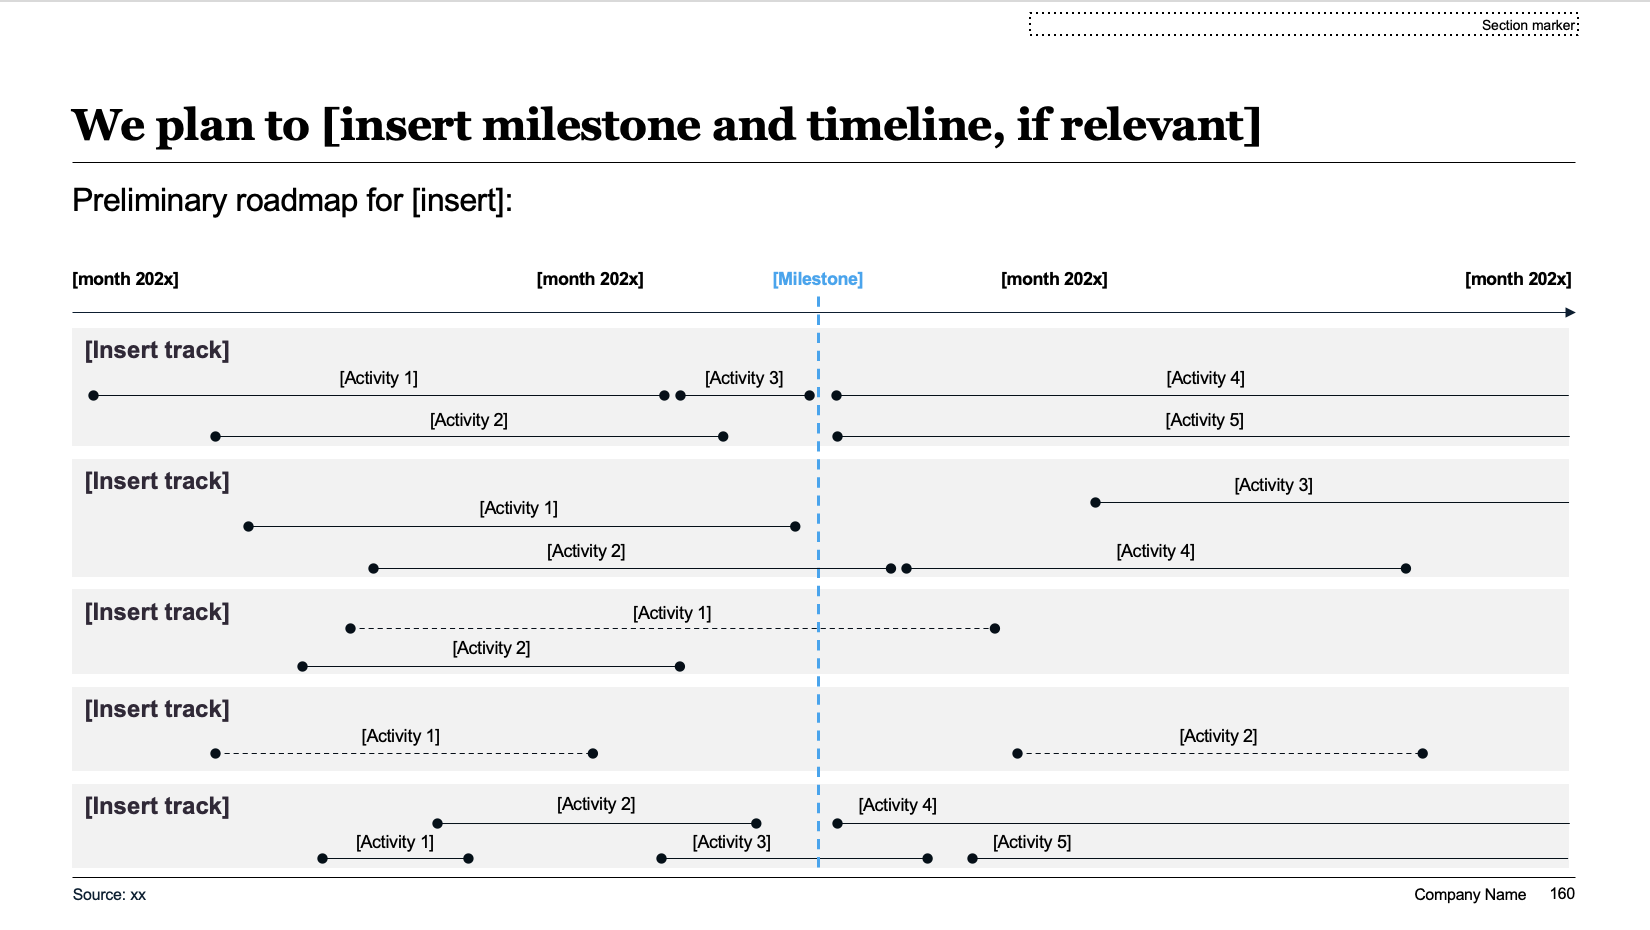 Section marker
We plan to [insert milestone and timeline, if relevant]
Preliminary roadmap for [insert]:
[month 202x] [month 202x] [Milestone] [month 202x] [month 202x]
[Insert track]
[Activity 1] [Activity 3] [Activity 4]
[Activity 2] [Activity 5]
[Insert track]
[Activity 3]
[Activity 1]
[Activity 2] [Activity 4]
[Insert track]
[Activity 1]
[Activity 2]
[Insert track]
[Activity 1] [Activity 2]
[Insert track]
[Activity 2] [Activity 4]
[Activity 1] [Activity 3] [Activity 5]
Source: xx
Company Name 160